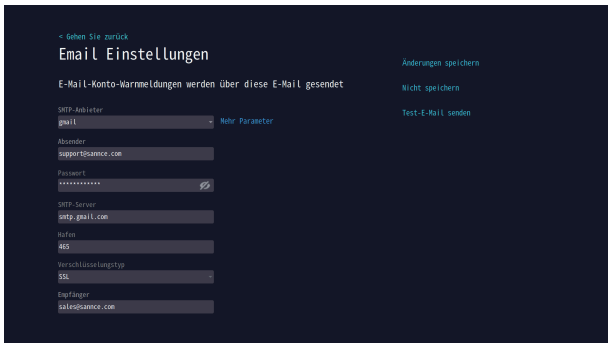 < Gehen Sie zurück
Email Einstellungen
E-Mail-Konto-Warnmeldungen werden über diese E-Mail gesendet
SMTP-Anbieter
gmail
Mehr Parameter
Absender
support@sannce.com
Passwort
************
SMTP-Server
smtp.gmail.com
Hafen
465
Verschlüsselungstyp
SSL
Empfänger
sales@sannce.com
Änderungen speichern
Nicht speichern
Test-E-Mail senden